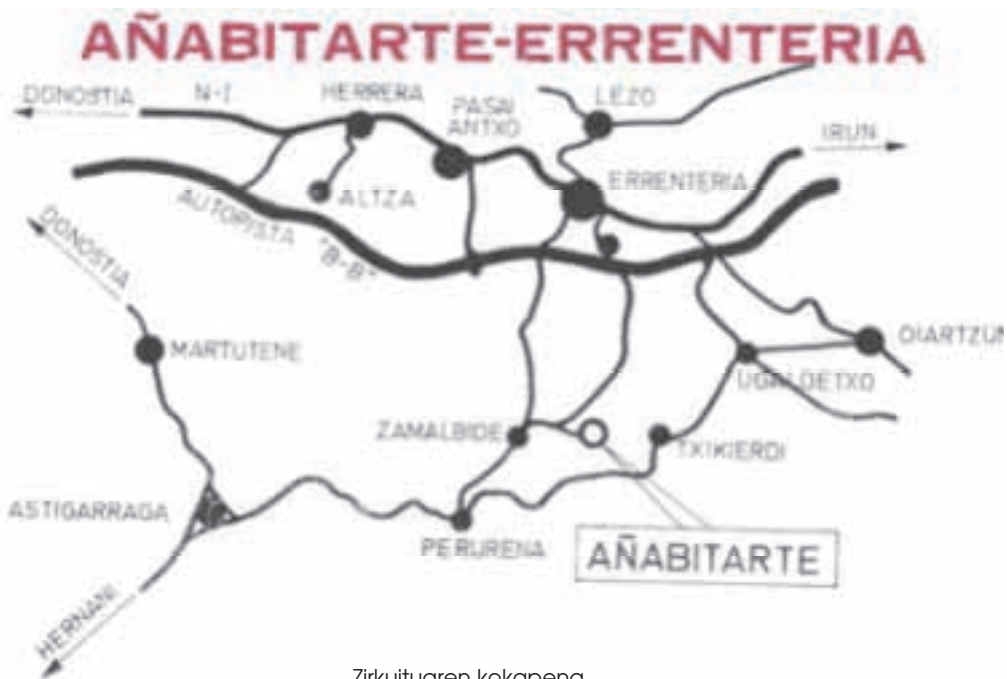 AÑABITARTE-ERRENTERIA
DONOSTIA
N-I
HERRERA
PASAI
ANTXO
LEZO
IRUN
ERRENTERIA
ALTZA
AUTOPISTA "B-B"
DONOSTIA
MARTUTENE
OIARTZUN
UGALDETXO
ZAMALBIDE
TXIKIERDI
ASTIGARRAGA
PERURENA
AÑABITARTE
HERNANI
Zirkuituaren kokapena